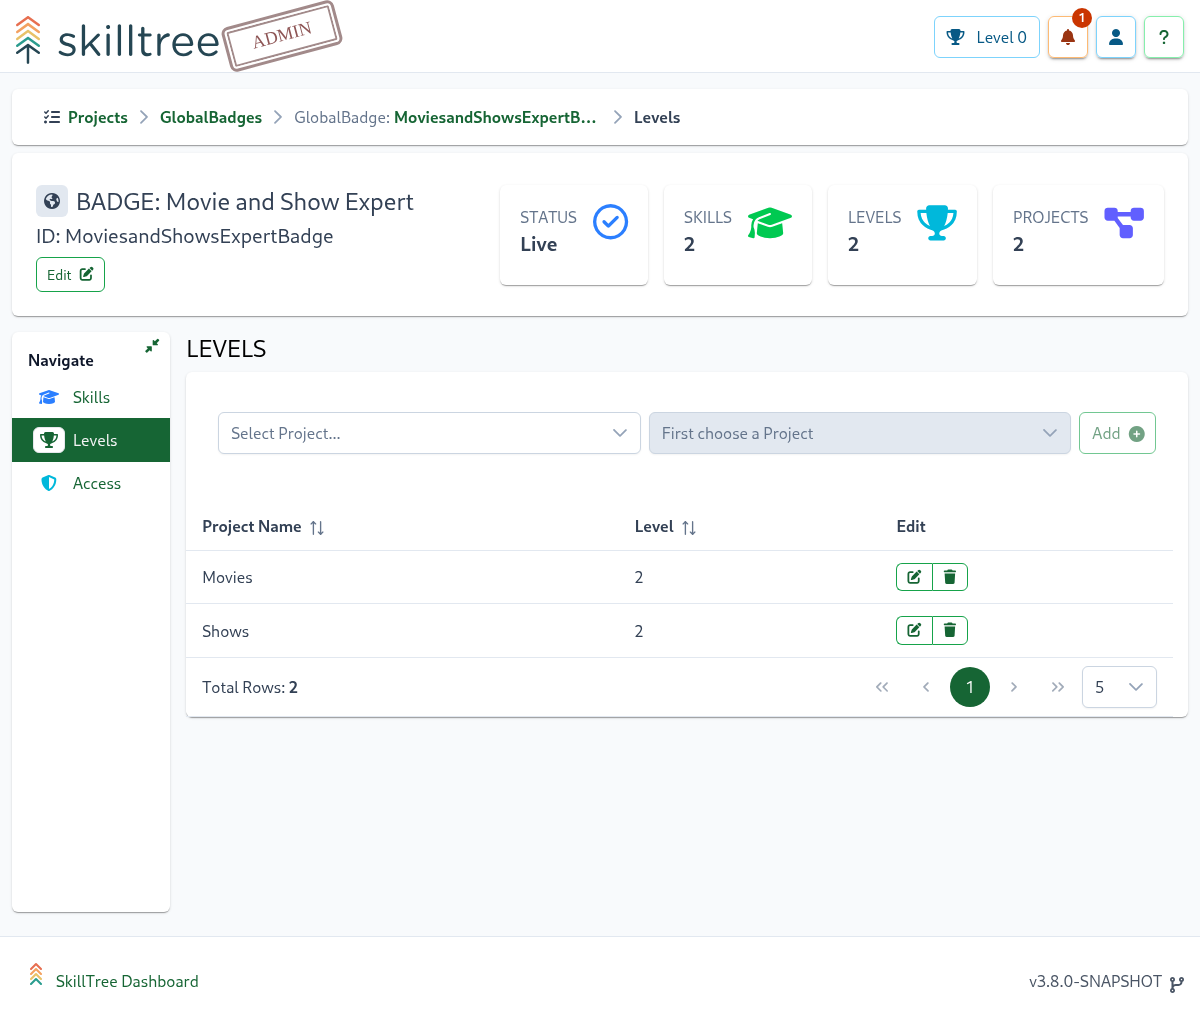 skilltree ADMIN Level 0 1 ?
Projects GlobalBadges GlobalBadge: MoviesandShowsExpertB... Levels
BADGE: Movie and Show Expert
ID: MoviesandShowsExpertBadge
Edit
STATUS
Live
SKILLS
2
LEVELS
2
PROJECTS
2
Navigate
Skills
Levels
Access
LEVELS
Select Project... First choose a Project Add
Project Name Level Edit
Movies 2
Shows 2
Total Rows: 2 1 5
SkillTree Dashboard v3.8.0-SNAPSHOT